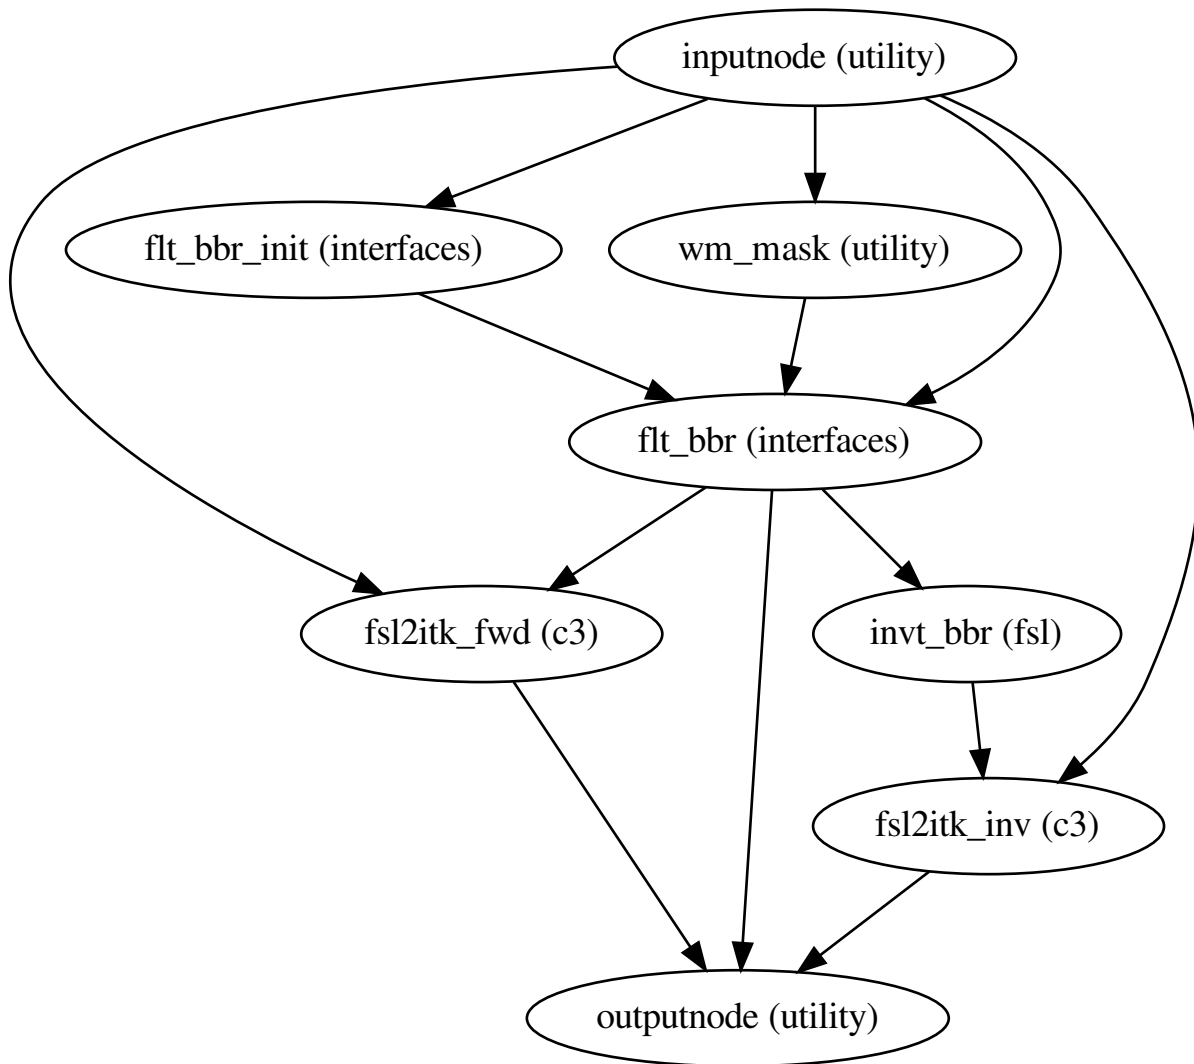 inputnode (utility)
flt_bbr_init (interfaces)
wm_mask (utility)
flt_bbr (interfaces)
fsl2itk_fwd (c3)
invt_bbr (fsl)
fsl2itk_inv (c3)
outputnode (utility)